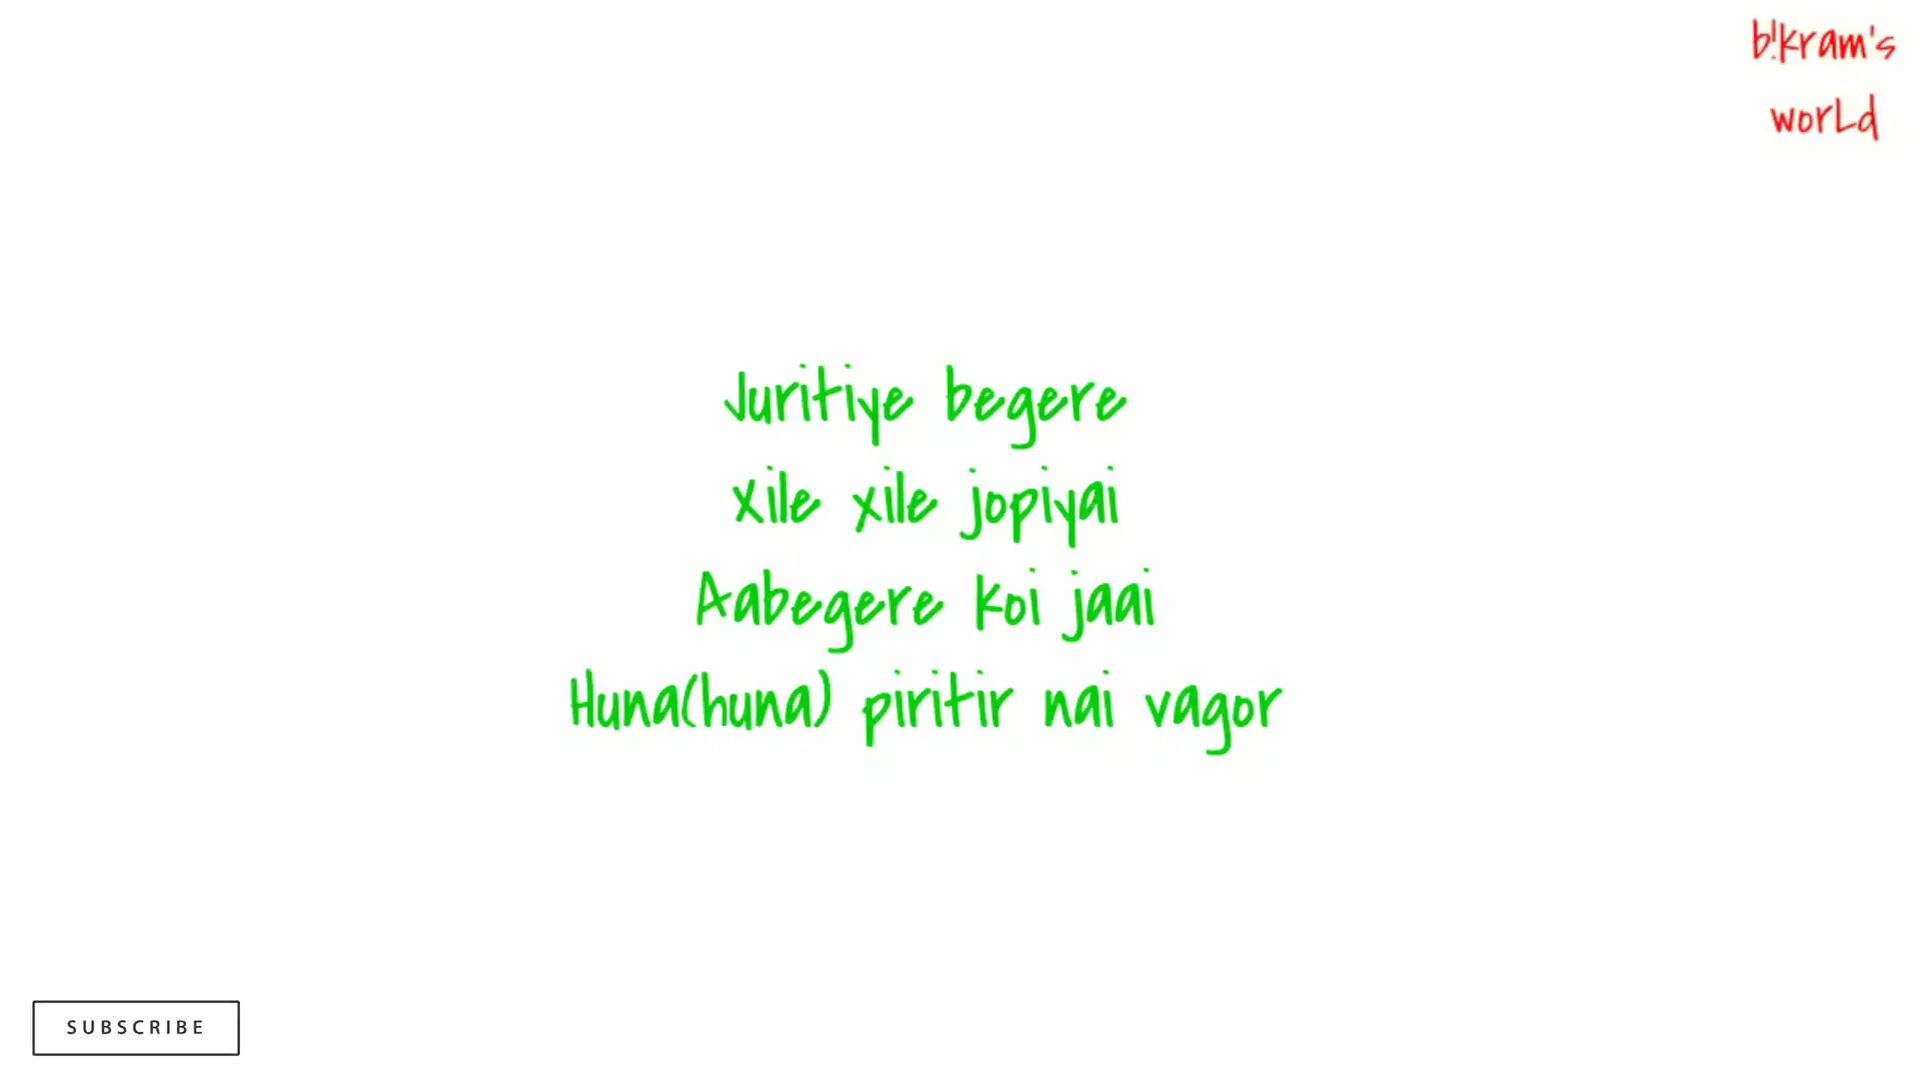 b!kram's
worLd
Juritiye begere
Xile xile jopiyai
Aabegere koi jaai
Huna(huna) piritir nai vagor
SUBSCRIBE